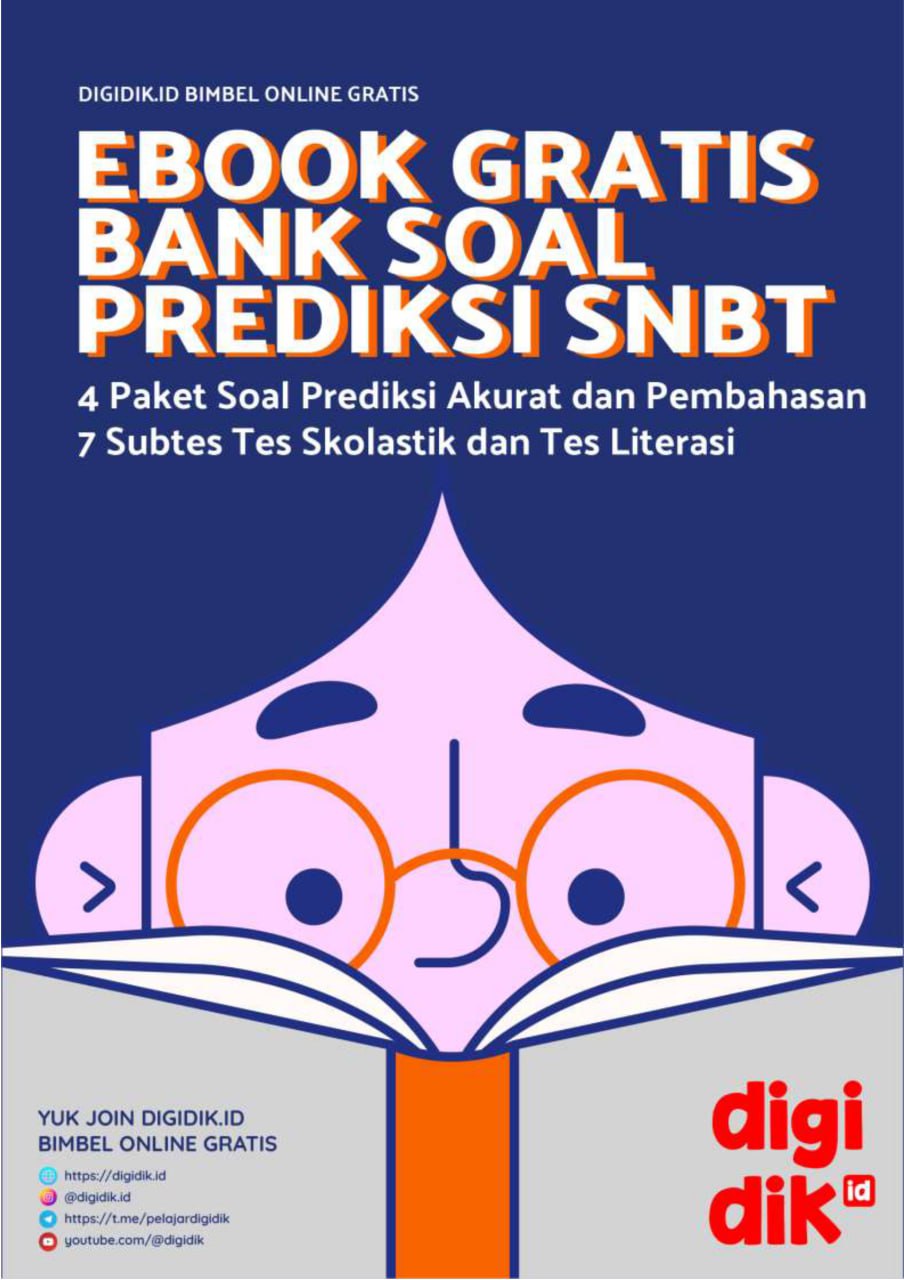 DIGIDIK.ID BIMBEL ONLINE GRATIS
EBOOK GRATIS
BANK SOAL
PREDIKSI SNBT
4 Paket Soal Prediksi Akurat dan Pembahasan
7 Subtes Tes Skolastik dan Tes Literasi
YUK JOIN DIGIDIK.ID
BIMBEL ONLINE GRATIS
https://digidik.id
@digidik.id
https://t.me/pelajardigidik
youtube.com/@digidik
digi
dik id